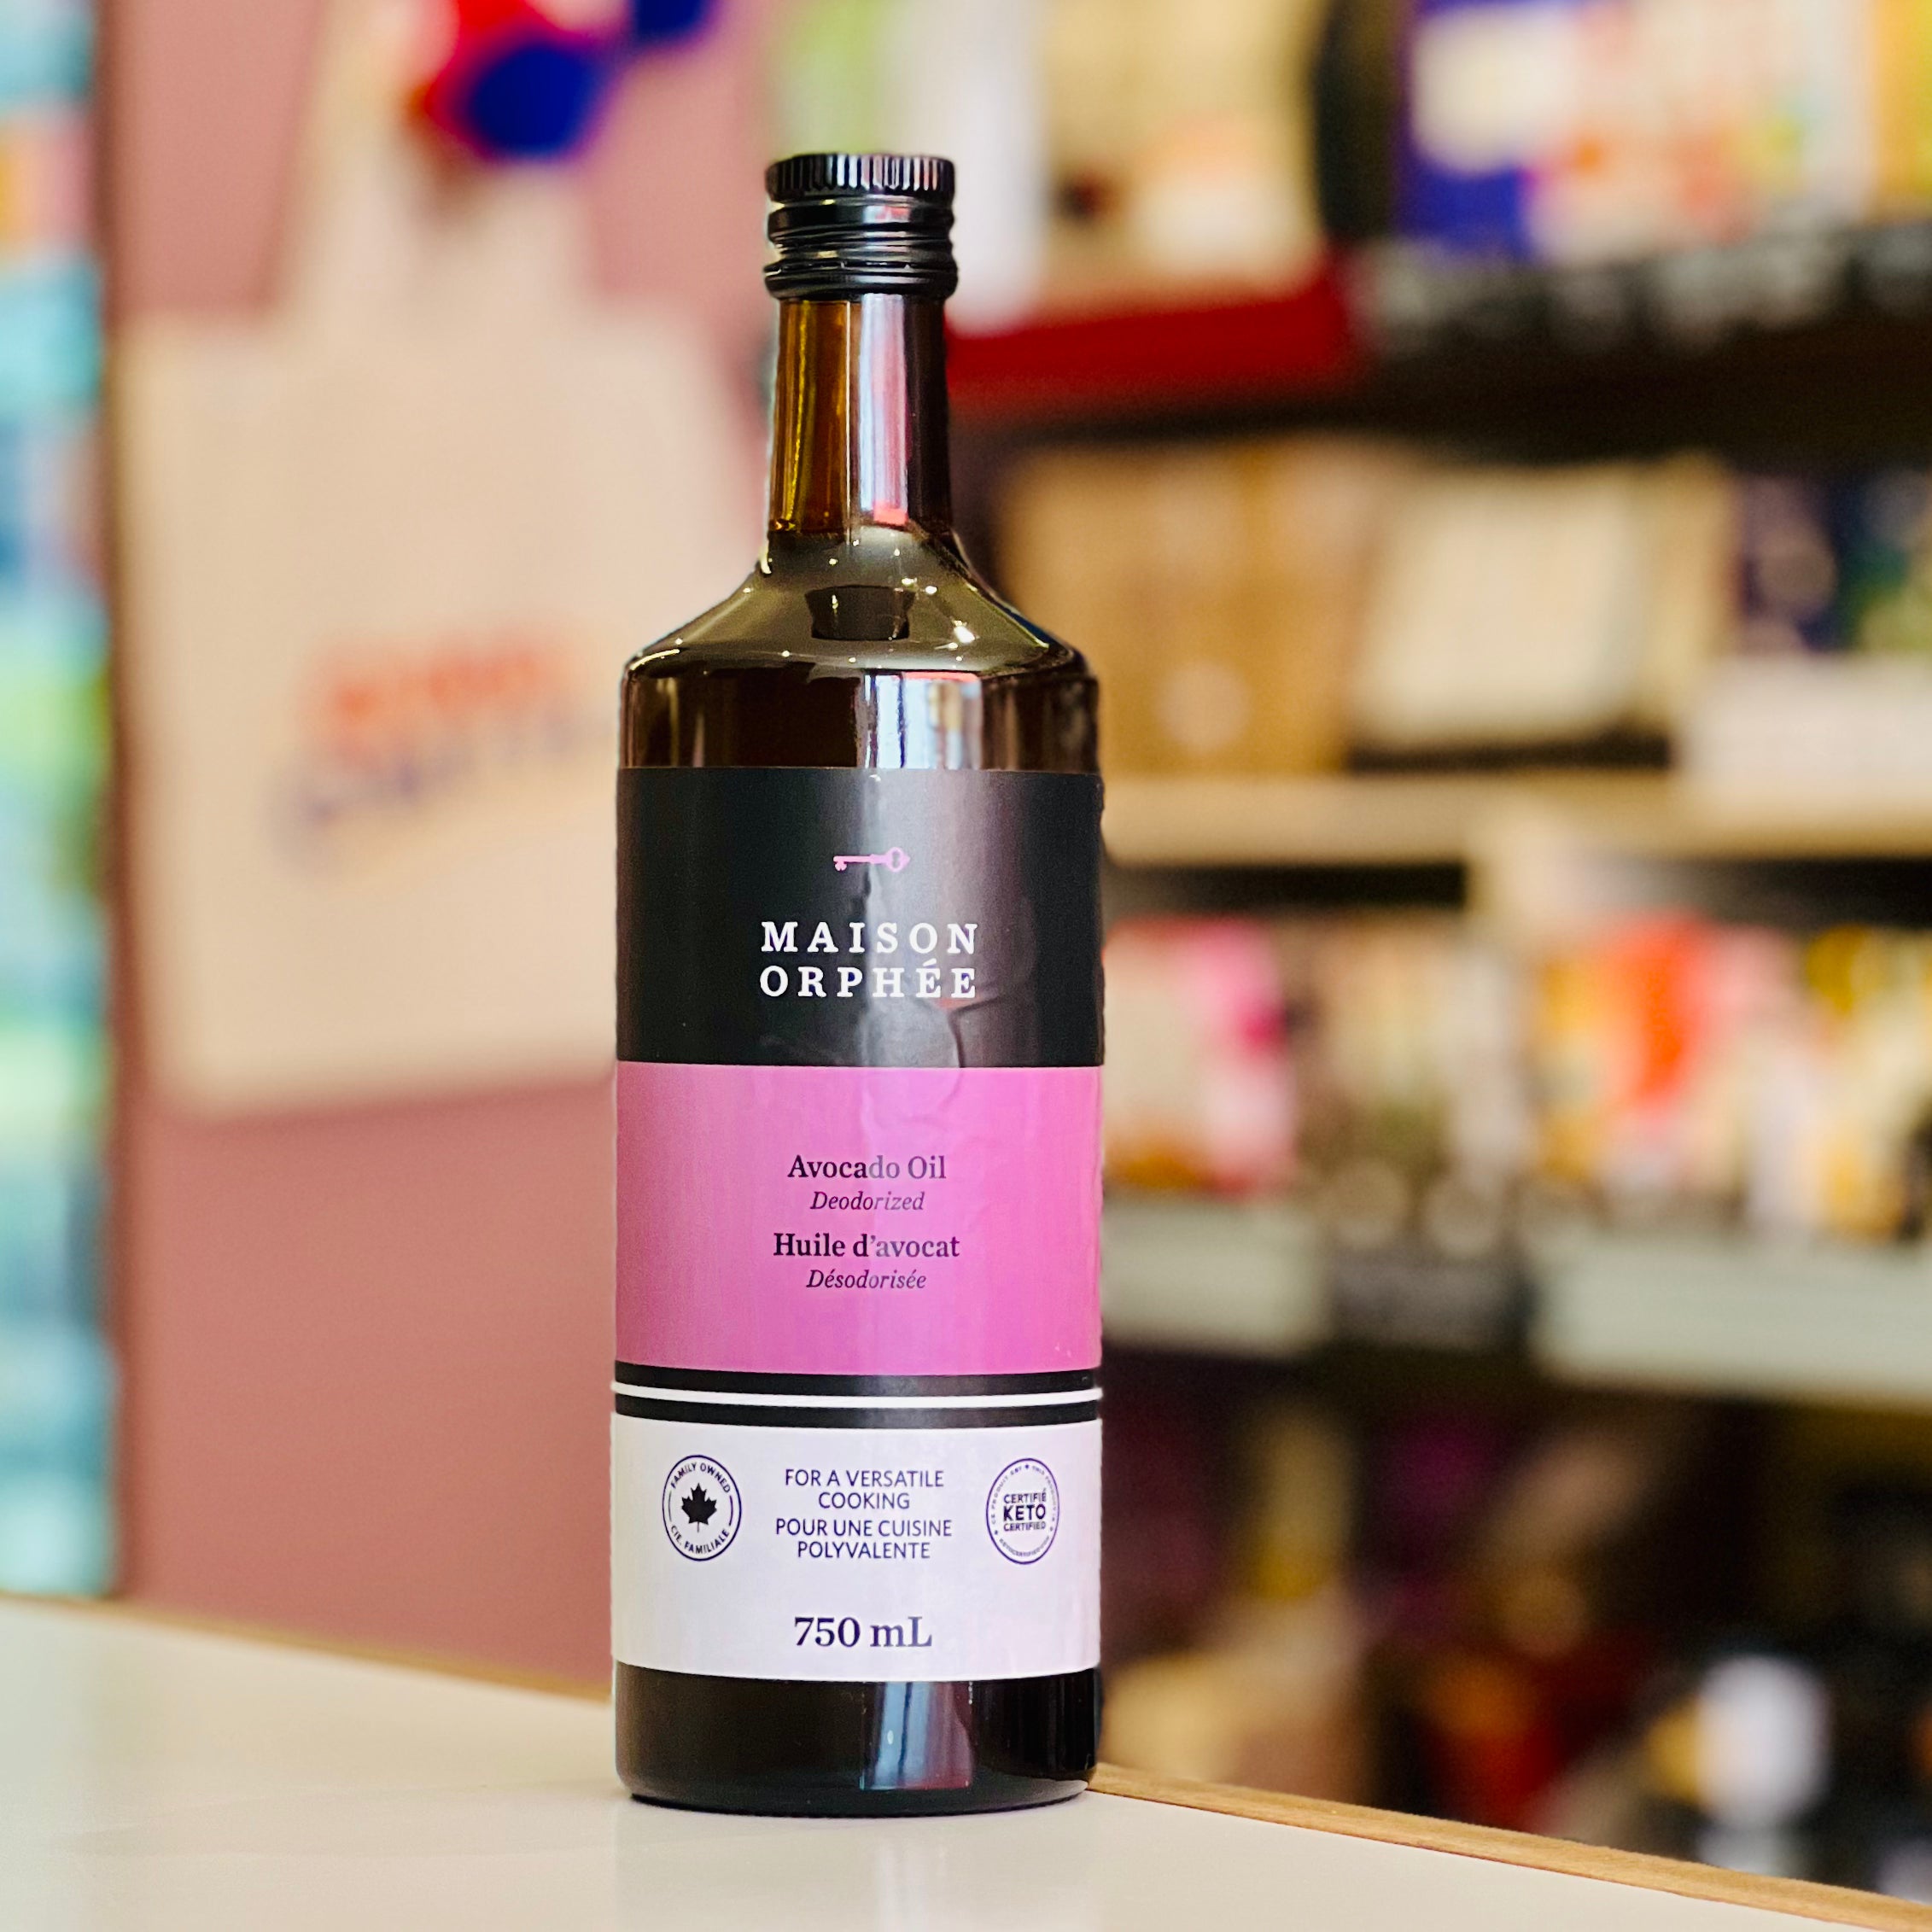 MAISON
ORPHÉE
Avocado Oil
Deodorized
Huile d'avocat
Désodorisée
FAMILY OWNED
CIE. FAMILIALE
FOR A VERSATILE
COOKING
POUR UNE CUISINE
POLYVALENTE
CERTIFIÉ
KETO
CERTIFIED
750 mL